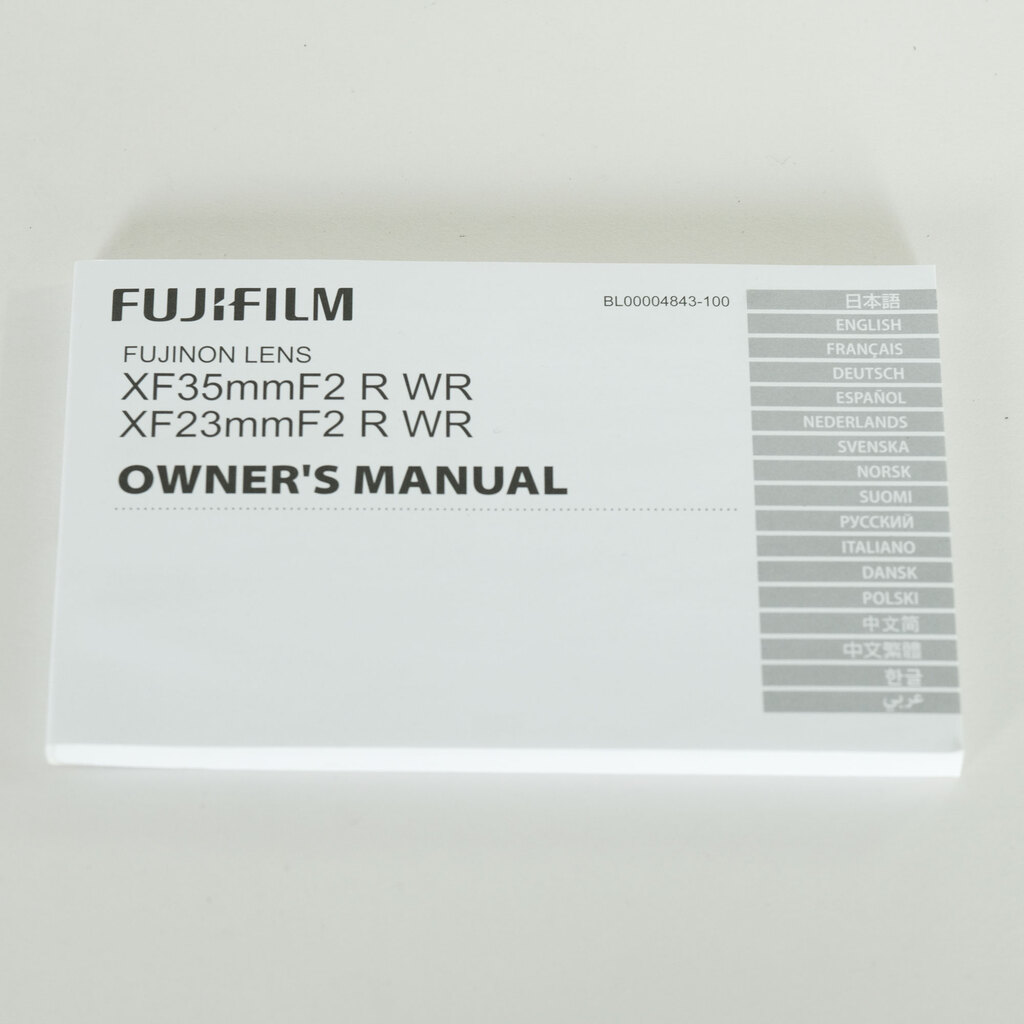 FUJIFILM
BL00004843-100
FUJINON LENS
XF35mmF2 R WR
XF23mmF2 R WR
OWNER'S MANUAL
日本語
ENGLISH
FRANÇAIS
DEUTSCH
ESPAÑOL
NEDERLANDS
SVENSKA
NORSK
SUOMI
РУССКИЙ
ITALIANO
DANSK
POLSKI
中文简
中文繁體
한글
عربي